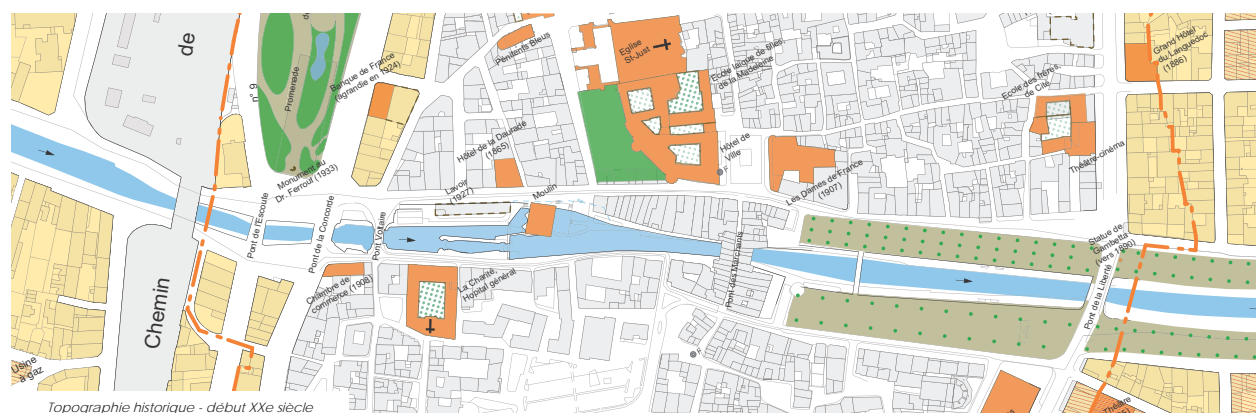 de
n° 9
Promenade
de
Banque de France
(agrandie en 1924)
Pénitents Bleus
Eglise
St-Just
Ecole laïque de filles,
de la Madeleine
Grand Hôtel
du Languedoc
(1886)
Ecole des frères,
de Cité
Théâtre-cinéma
Hôtel de la Daurade
(1865)
Hôtel de
Ville
Monument au
Dr. Ferroul (1933)
Lavoir
(1927)
Moulin
Les Dames de France
(1907)
Pont de l'Escoute
Pont de la Concorde
Pont Voltaire
Pont des Marchands
Statue de
Gambetta
(vers 1890)
Pont de la Liberté
Chambre de
commerce (1908)
La Charité,
Hopital général
Chemin
Usine
à gaz
Théâtre
Topographie historique - début XXe siècle